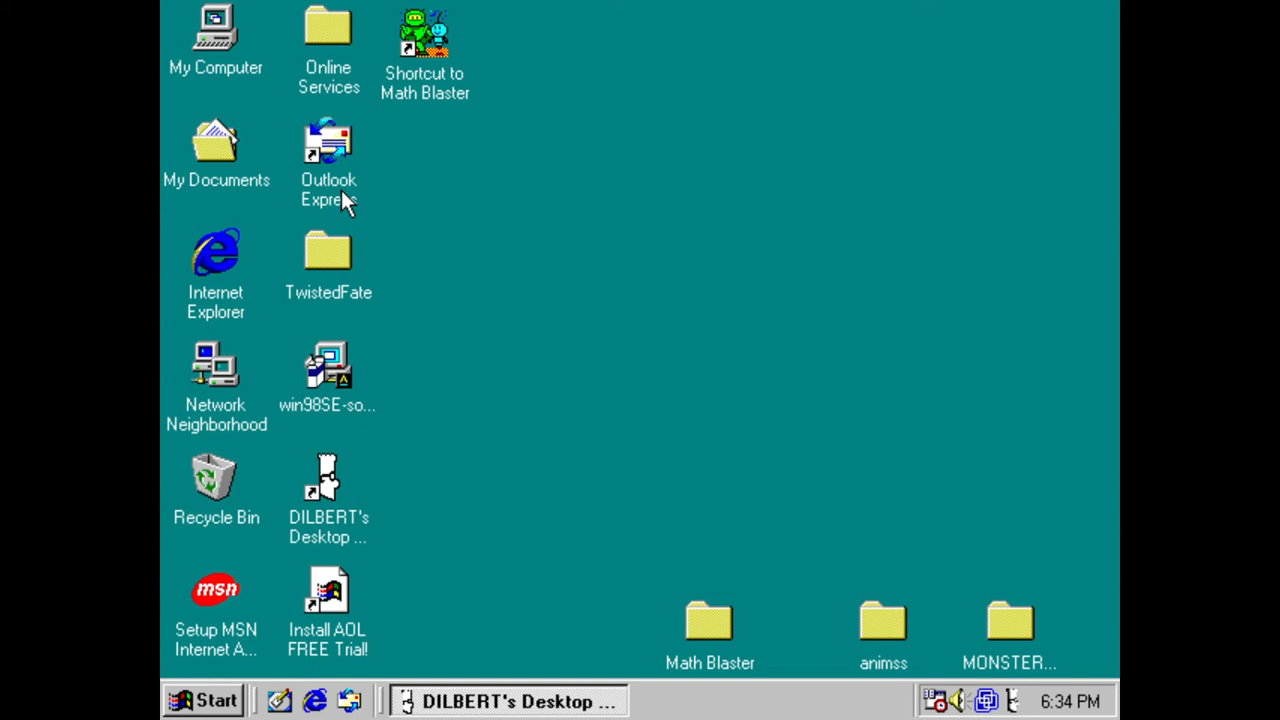 My Computer
Online
Services
Shortcut to
Math Blaster
My Documents
Outlook
Express
Internet
Explorer
TwistedFate
Network
Neighborhood
win98SE-so...
Recycle Bin
DILBERT's
Desktop ...
msn
Setup MSN
Internet A...
Install AOL
FREE Trial!
Math Blaster
animss
MONSTER...
Start
DILBERT's Desktop ...
6:34 PM